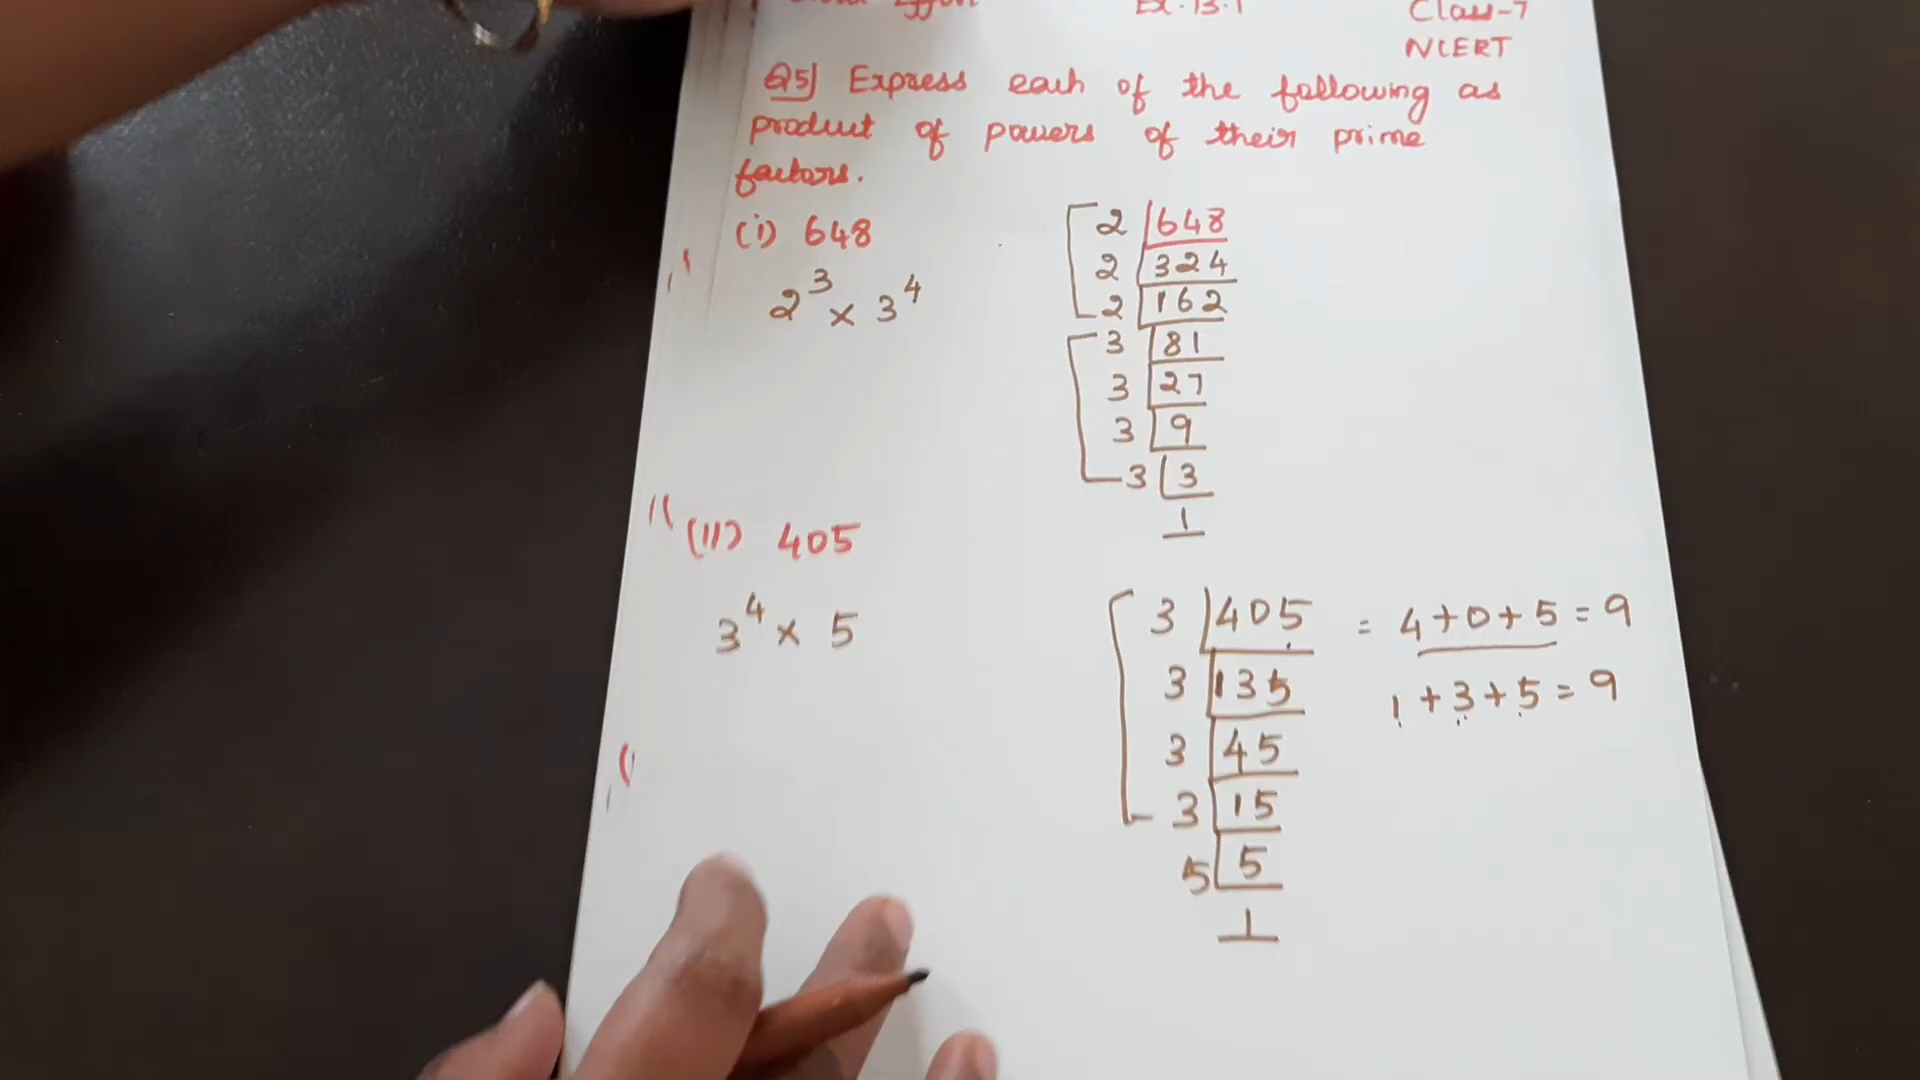 Ex. 13.1
Class-7
NCERT
Q5] Express each of the following as
product of powers of their prime
factors.
(i) 648
2³ x 3⁴
2 648
2 324
2 162
3 81
3 27
3 9
3 3
1
(ii) 405
3⁴ x 5
3 405 = 4+0+5=9
3 135 1+3+5=9
3 45
3 15
5 5
1